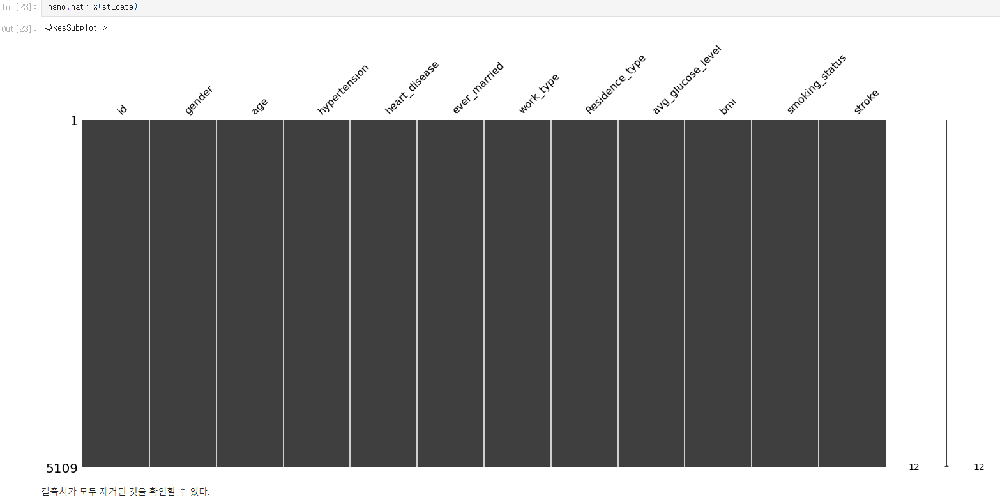 In [23]: msno.matrix(st_data)
Out[23]: <AxesSubplot:>
id gender age hypertension heart_disease ever_married work_type Residence_type avg_glucose_level bmi smoking_status stroke
1
5109 12 12
결측치가 모두 제거된 것을 확인할 수 있다.